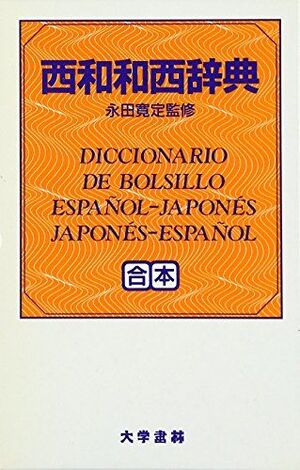 西和和西辞典
永田寛定監修
DICCIONARIO
DE BOLSILLO
ESPAÑOL-JAPONÉS
JAPONÉS-ESPAÑOL
合本
大学書林